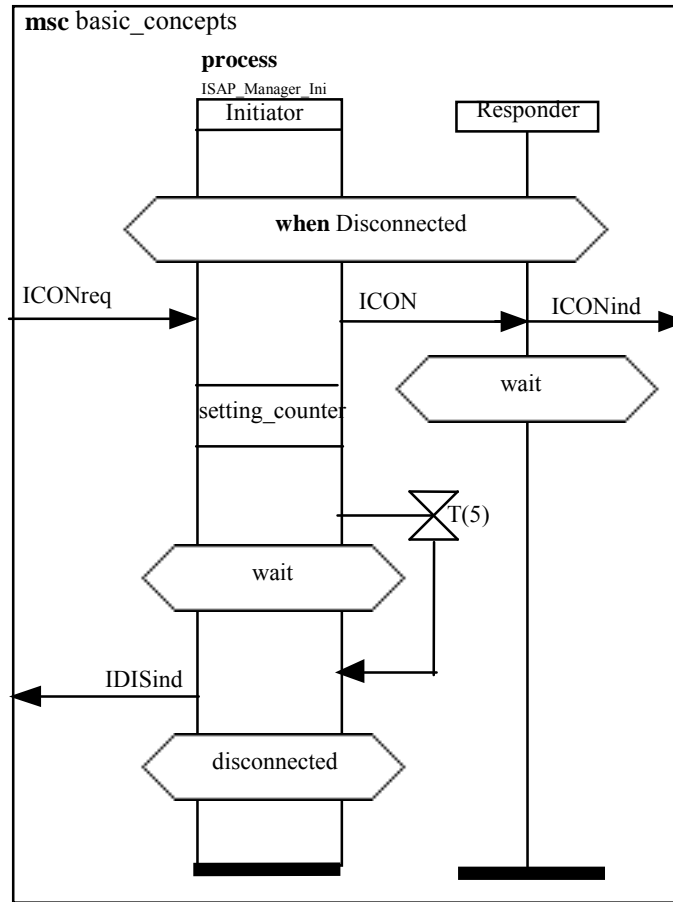 msc basic_concepts
process
ISAP_Manager_Ini
Initiator
Responder
when Disconnected
ICONreq
ICON
ICONind
wait
setting_counter
T(5)
wait
IDISind
disconnected